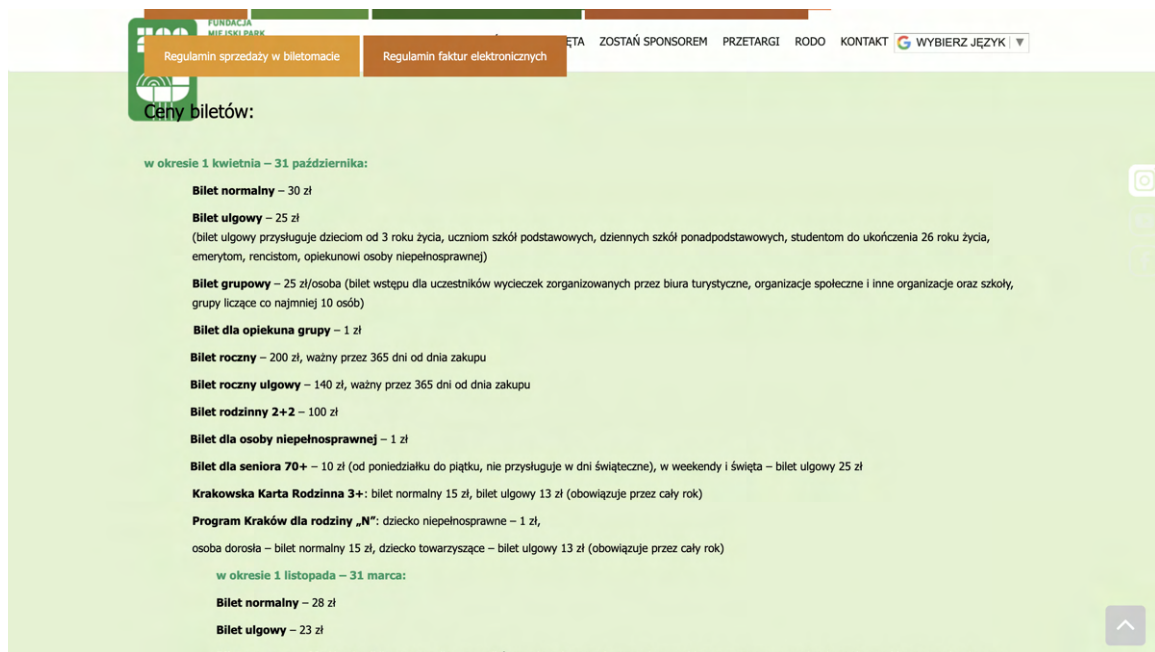 FUNDACJA
MIEJSKI PARK
ĘTA ZOSTAŃ SPONSOREM PRZETARGI RODO KONTAKT G WYBIERZ JĘZYK ▼
Regulamin sprzedaży w biletomacie Regulamin faktur elektronicznych
Ceny biletów:
w okresie 1 kwietnia – 31 października:
Bilet normalny – 30 zł
Bilet ulgowy – 25 zł
(bilet ulgowy przysługuje dzieciom od 3 roku życia, uczniom szkół podstawowych, dziennych szkół ponadpodstawowych, studentom do ukończenia 26 roku życia,
emerytom, rencistom, opiekunowi osoby niepełnosprawnej)
Bilet grupowy – 25 zł/osoba (bilet wstępu dla uczestników wycieczek zorganizowanych przez biura turystyczne, organizacje społeczne i inne organizacje oraz szkoły,
grupy liczące co najmniej 10 osób)
Bilet dla opiekuna grupy – 1 zł
Bilet roczny – 200 zł, ważny przez 365 dni od dnia zakupu
Bilet roczny ulgowy – 140 zł, ważny przez 365 dni od dnia zakupu
Bilet rodzinny 2+2 – 100 zł
Bilet dla osoby niepełnosprawnej – 1 zł
Bilet dla seniora 70+ – 10 zł (od poniedziałku do piątku, nie przysługuje w dni świąteczne), w weekendy i święta – bilet ulgowy 25 zł
Krakowska Karta Rodzinna 3+: bilet normalny 15 zł, bilet ulgowy 13 zł (obowiązuje przez cały rok)
Program Kraków dla rodziny „N”: dziecko niepełnosprawne – 1 zł,
osoba dorosła – bilet normalny 15 zł, dziecko towarzyszące – bilet ulgowy 13 zł (obowiązuje przez cały rok)
w okresie 1 listopada – 31 marca:
Bilet normalny – 28 zł
Bilet ulgowy – 23 zł